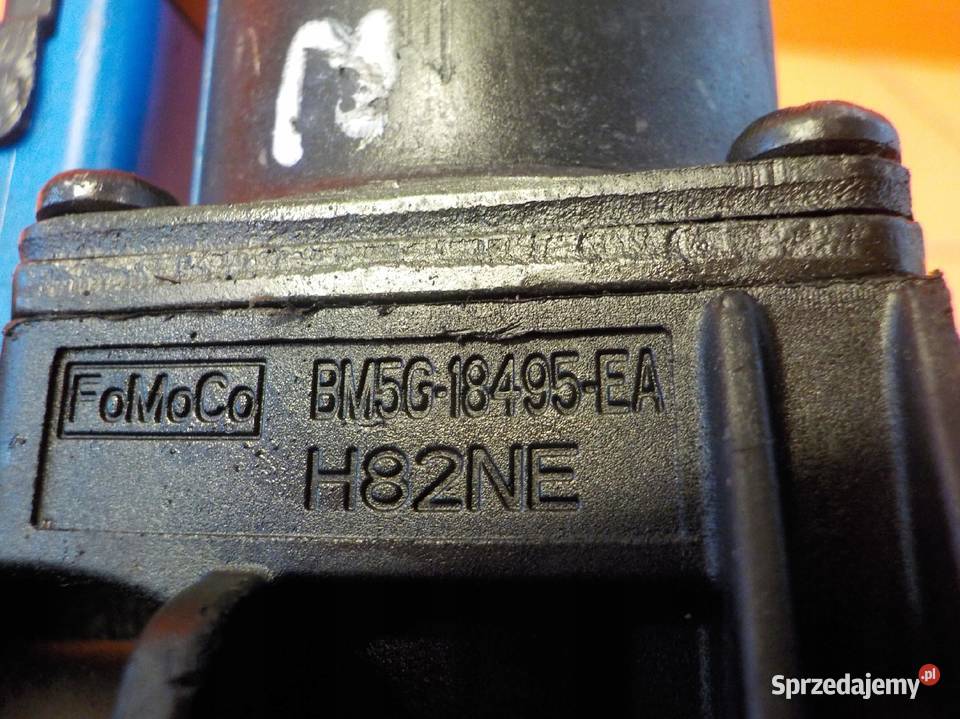 FoMoCo BM5G-18495-EA
H82NE
Sprzedajemy.pl